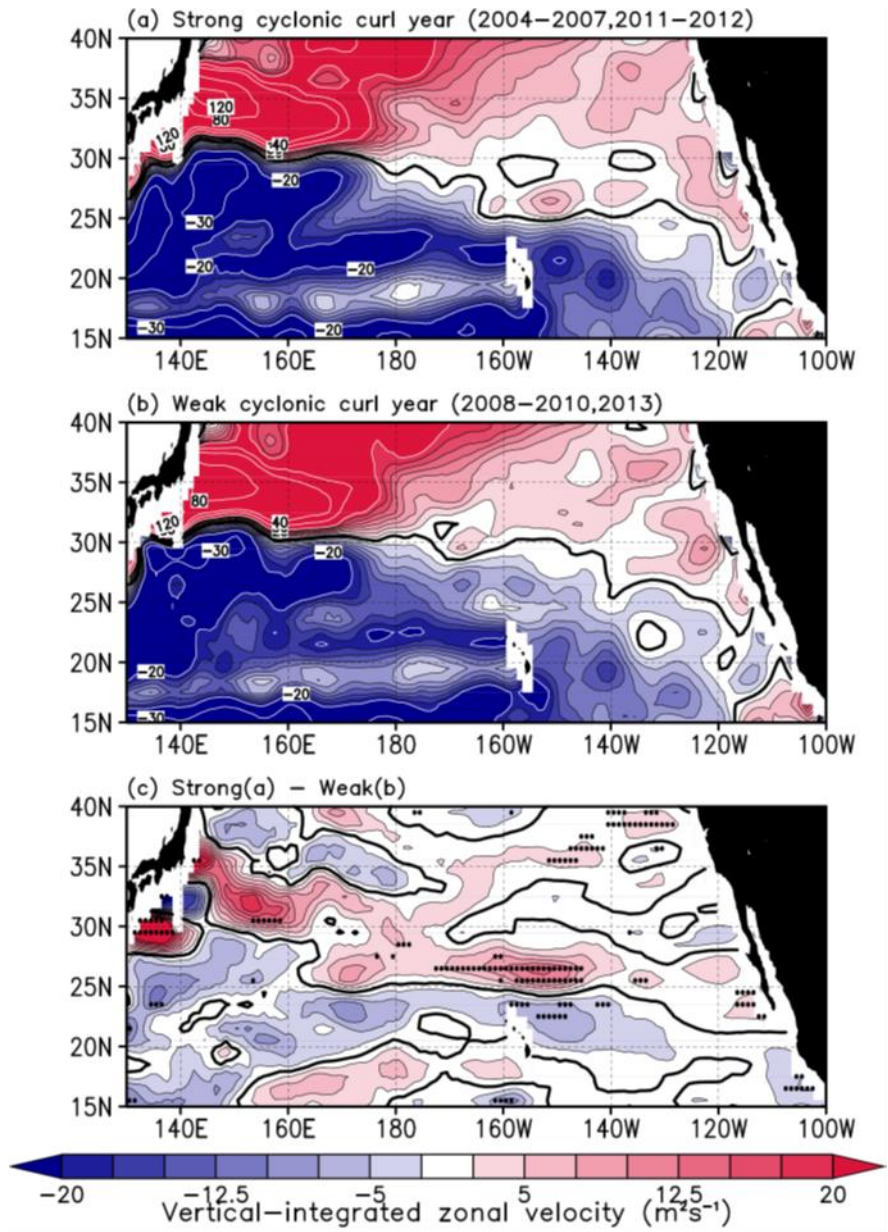 (a) Strong cyclonic curl year (2004−2007,2011−2012)
40N
35N
30N
25N
20N
15N
120
120
80
40
−20
−30
−20
−20
−30
−20
140E 160E 180 160W 140W 120W 100W
(b) Weak cyclonic curl year (2008−2010,2013)
40N
35N
30N
25N
20N
15N
80
120
40
−30
−20
−20
−20
−30
140E 160E 180 160W 140W 120W 100W
(c) Strong(a) − Weak(b)
40N
35N
30N
25N
20N
15N
140E 160E 180 160W 140W 120W 100W
−20 −12.5 −5 5 12.5 20
Vertical−integrated zonal velocity (m²s⁻¹)